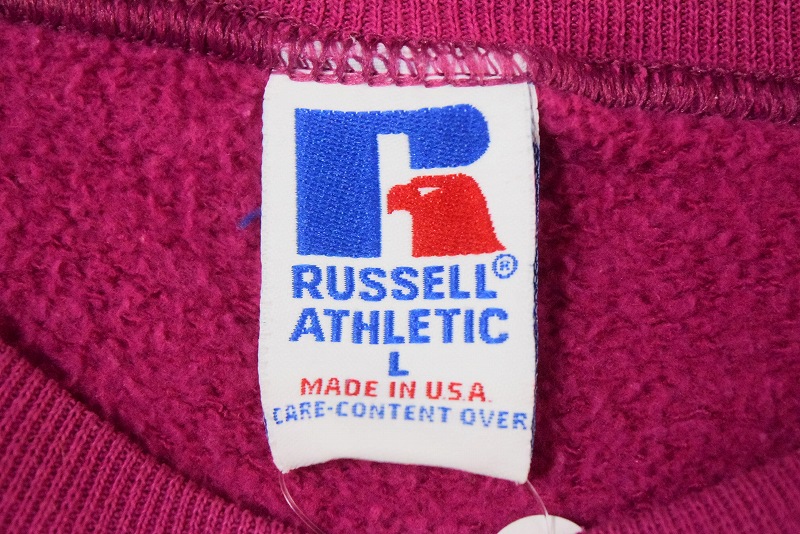 RUSSELL®
ATHLETIC
L
MADE IN U.S.A.
CARE-CONTENT OVER